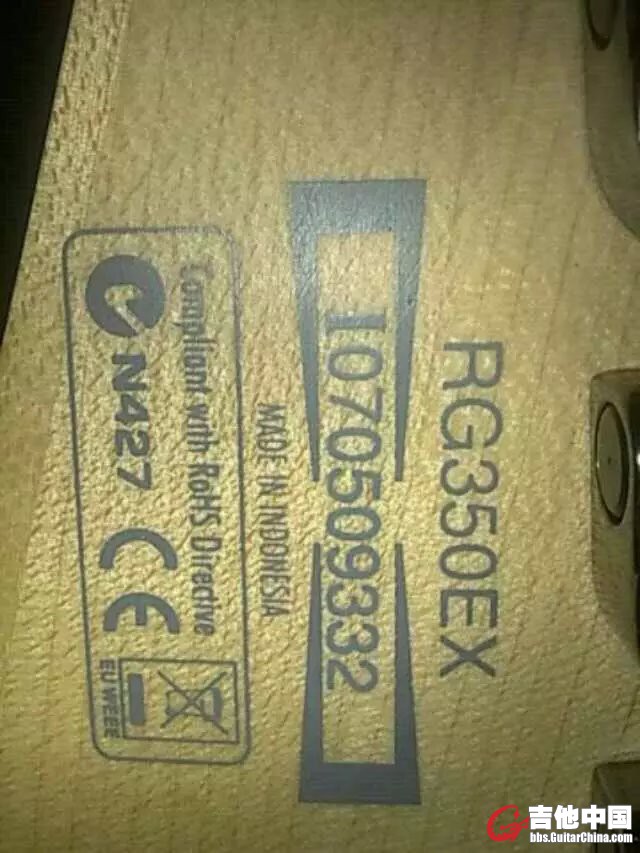 RG350EX
I070509332
MADE IN INDONESIA
Compliant with RoHS Directive
N427 CE
EU WEEE
吉他中国
bbs.GuitarChina.com